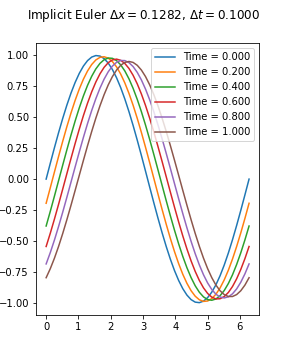 Implicit Euler Δx = 0.1282, Δt = 0.1000
Time = 0.000
Time = 0.200
Time = 0.400
Time = 0.600
Time = 0.800
Time = 1.000
1.00
0.75
0.50
0.25
0.00
−0.25
−0.50
−0.75
−1.00
0 1 2 3 4 5 6